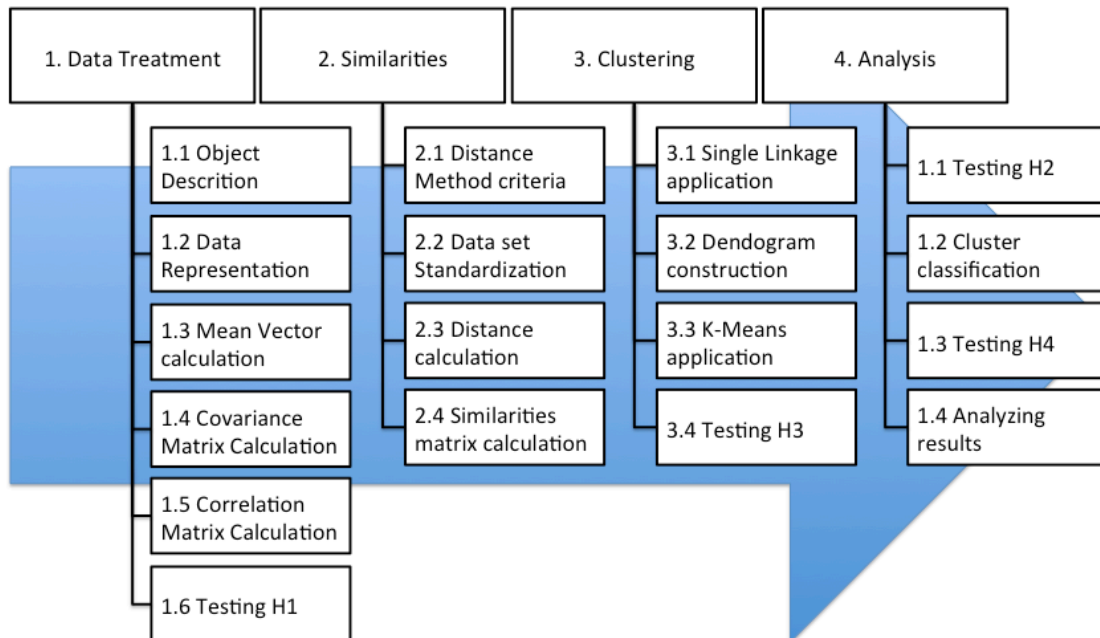 1. Data Treatment
2. Similarities
3. Clustering
4. Analysis
1.1 Object
Descrition
1.2 Data
Representation
1.3 Mean Vector
calculation
1.4 Covariance
Matrix Calculation
1.5 Correlation
Matrix Calculation
1.6 Testing H1
2.1 Distance
Method criteria
2.2 Data set
Standardization
2.3 Distance
calculation
2.4 Similarities
matrix calculation
3.1 Single Linkage
application
3.2 Dendogram
construction
3.3 K-Means
application
3.4 Testing H3
1.1 Testing H2
1.2 Cluster
classification
1.3 Testing H4
1.4 Analyzing
results